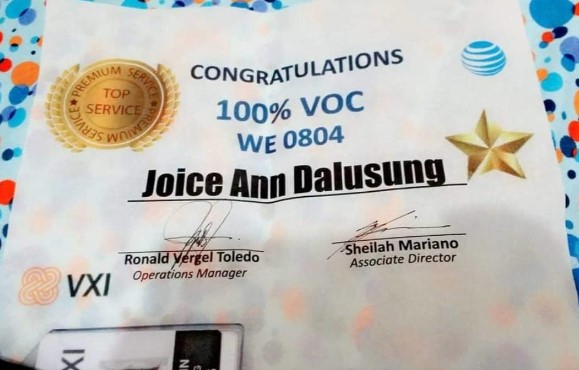 CONGRATULATIONS
PREMIUM SERVICE
TOP
SERVICE
PREMIUM SERVICE
100% VOC
WE 0804
Joice Ann Dalusung
Ronald Vergel Toledo
Operations Manager
Sheilah Mariano
Associate Director
VXI
XI